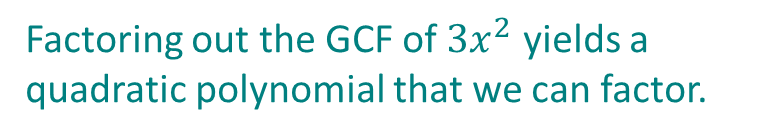 Factoring out the GCF of 3x² yields a
quadratic polynomial that we can factor.